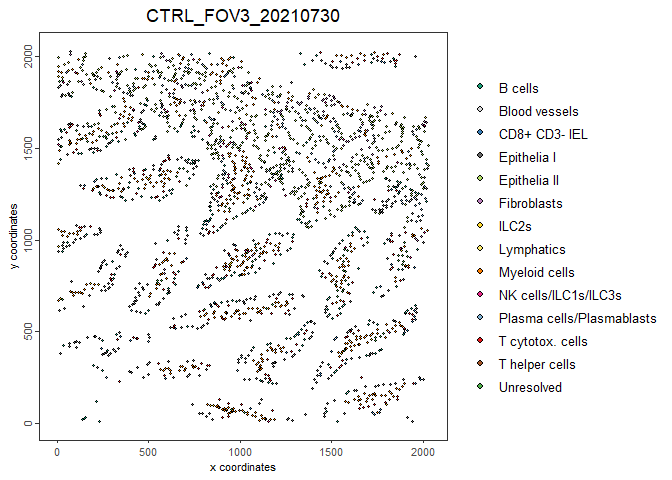 CTRL_FOV3_20210730
2000
1500
1000
500
0
y coordinates
0 500 1000 1500 2000
x coordinates
B cells
Blood vessels
CD8+ CD3- IEL
Epithelia I
Epithelia II
Fibroblasts
ILC2s
Lymphatics
Myeloid cells
NK cells/ILC1s/ILC3s
Plasma cells/Plasmablasts
T cytotox. cells
T helper cells
Unresolved